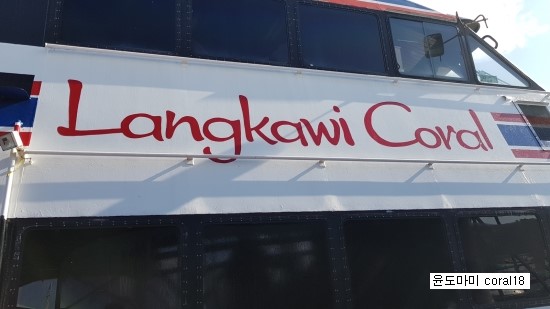 Langkawi Coral
윤도마미 coral18